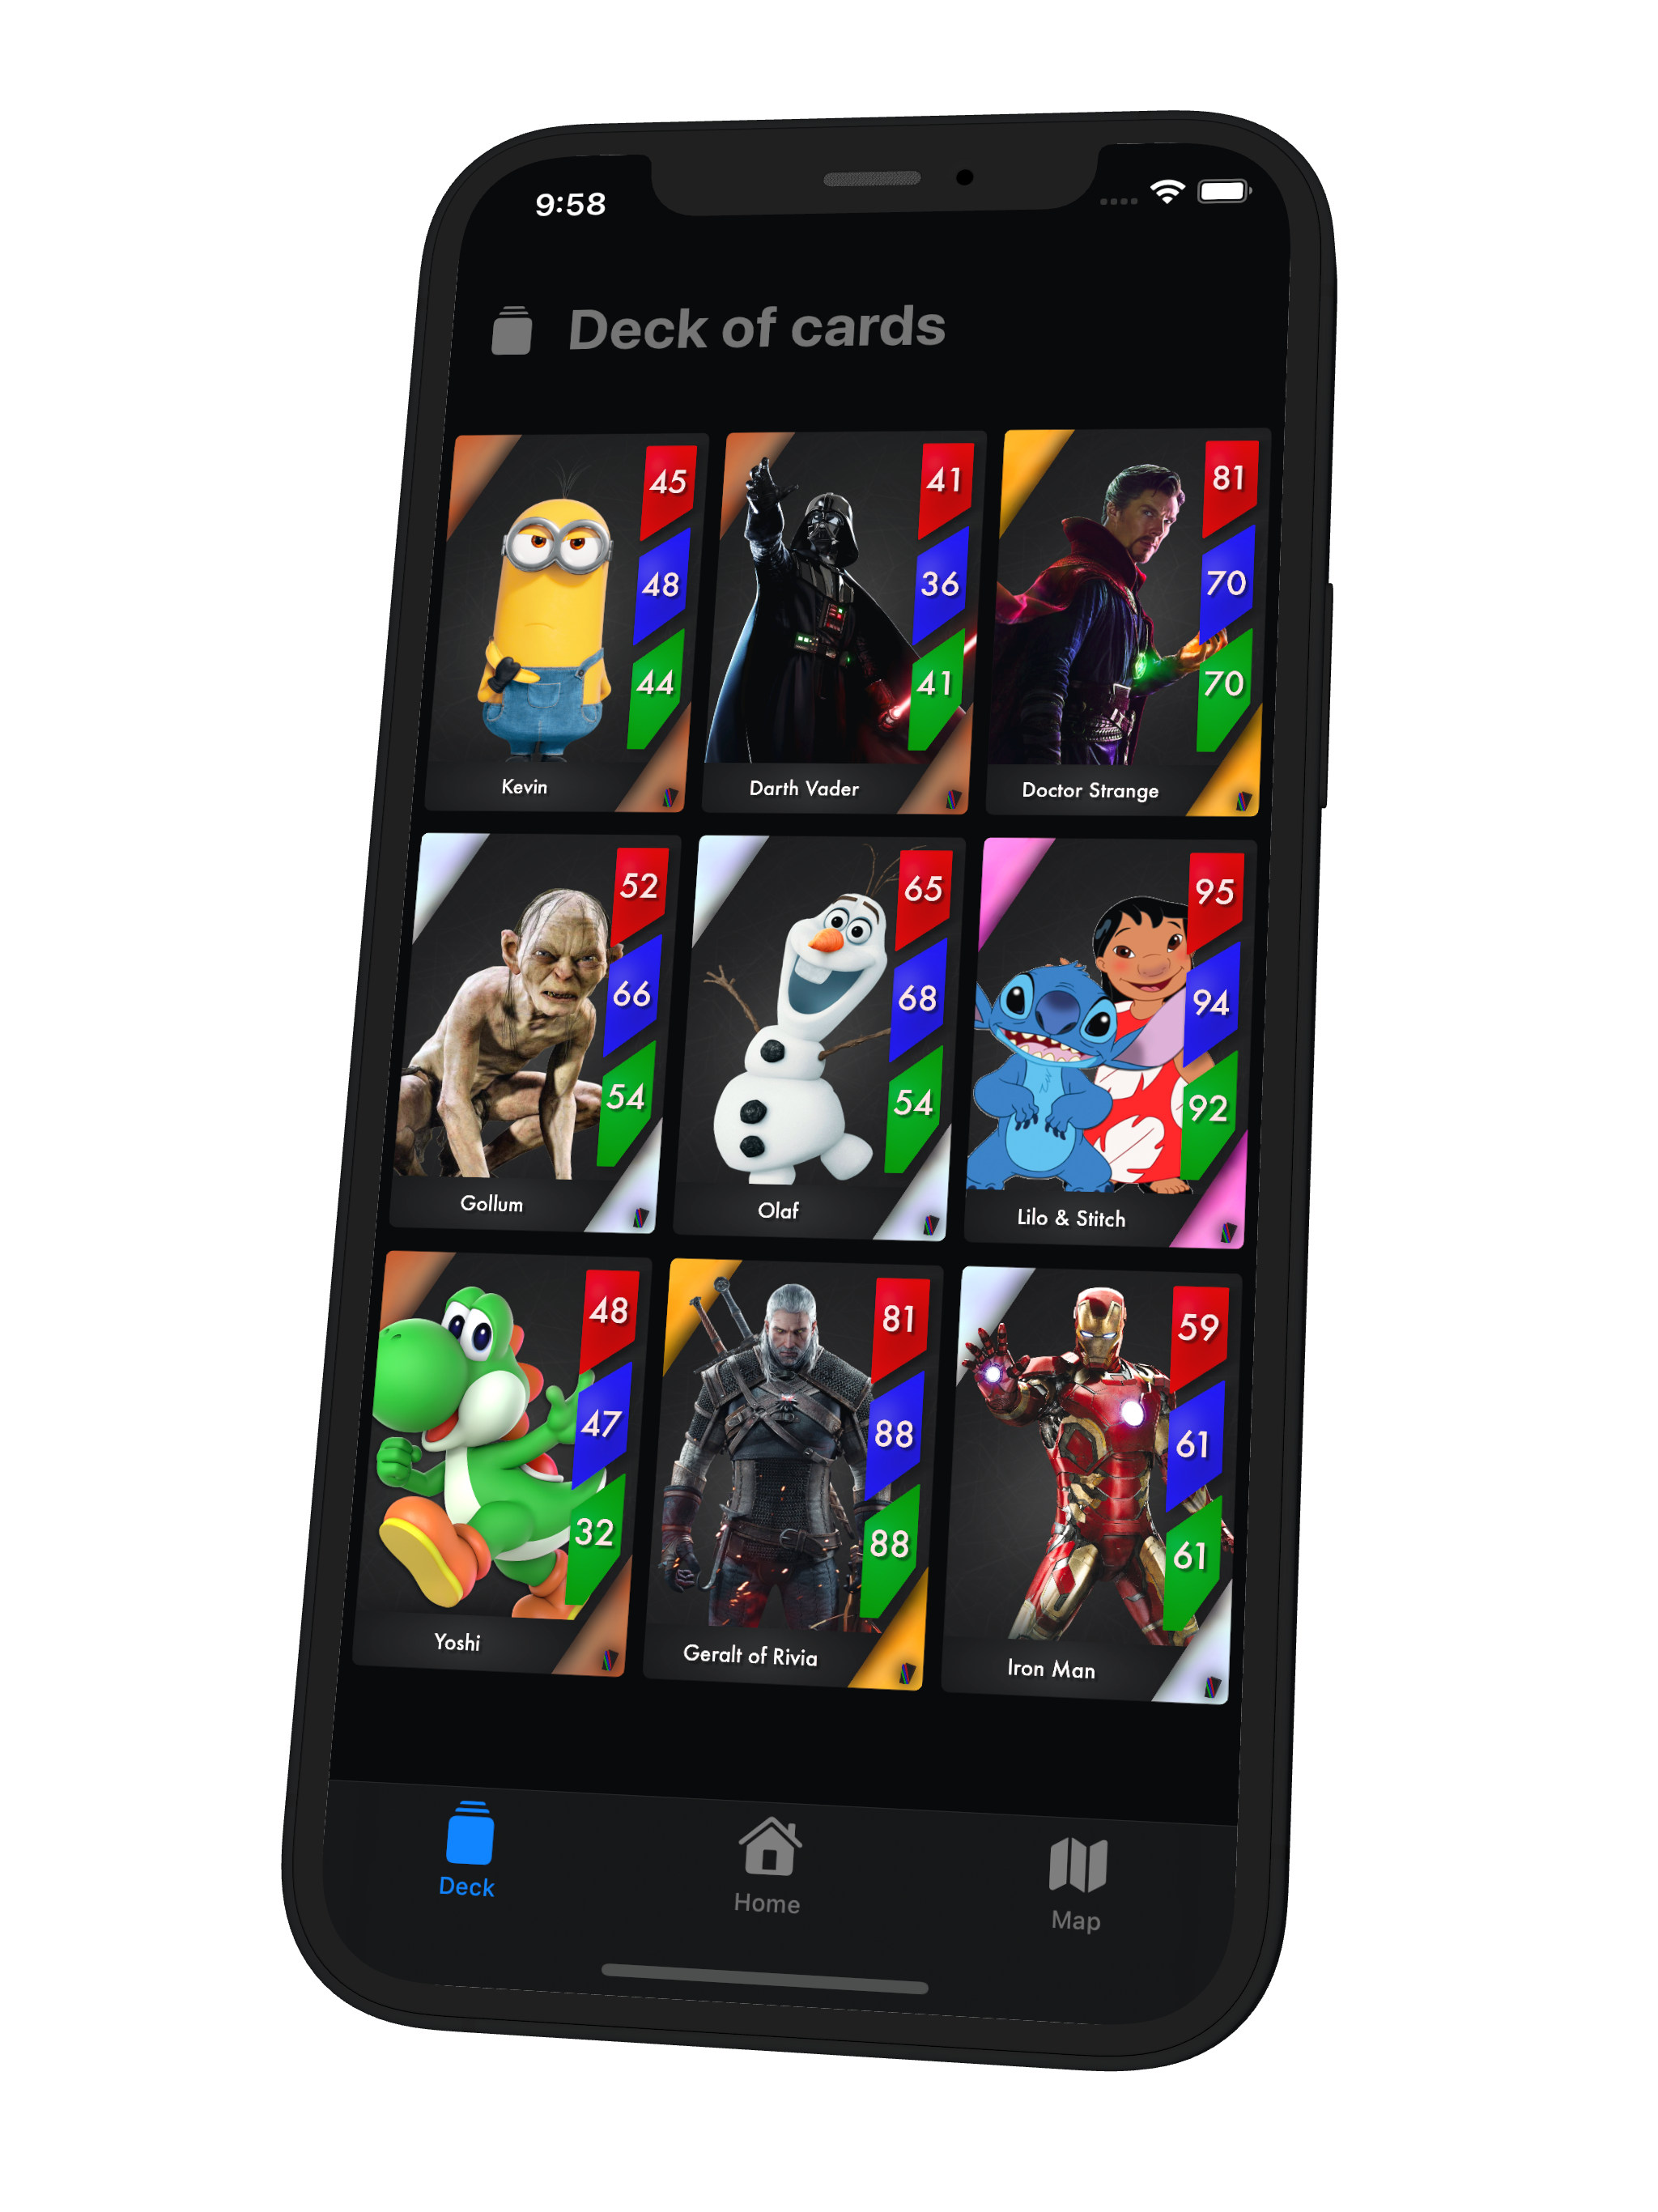 9:58
Deck of cards
45
48
44
Kevin
41
36
41
Darth Vader
81
70
70
Doctor Strange
52
66
54
Gollum
65
68
54
Olaf
95
94
92
Lilo & Stitch
48
47
32
Yoshi
81
88
88
Geralt of Rivia
59
61
61
Iron Man
Deck
Home
Map